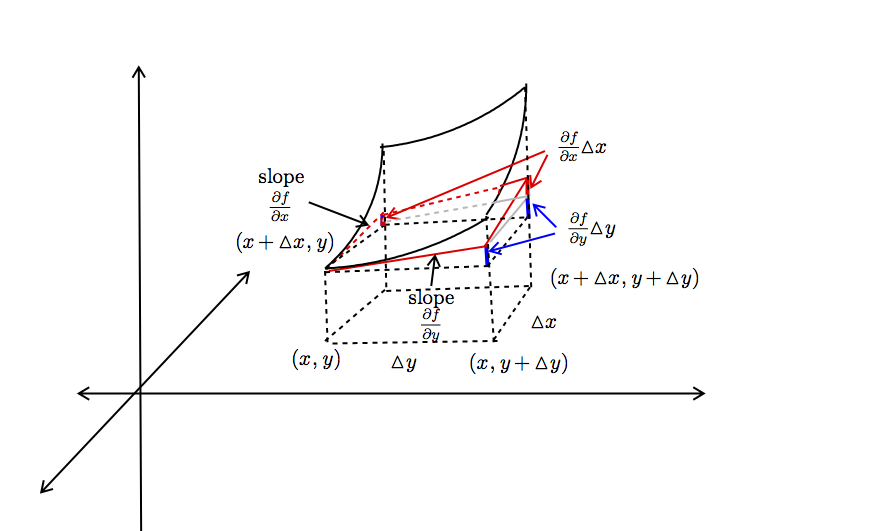 ∂f/∂x Δx
slope
∂f/∂x
∂f/∂y Δy
(x + Δx, y)
(x + Δx, y + Δy)
slope
∂f/∂y
Δx
(x, y)
Δy
(x, y + Δy)